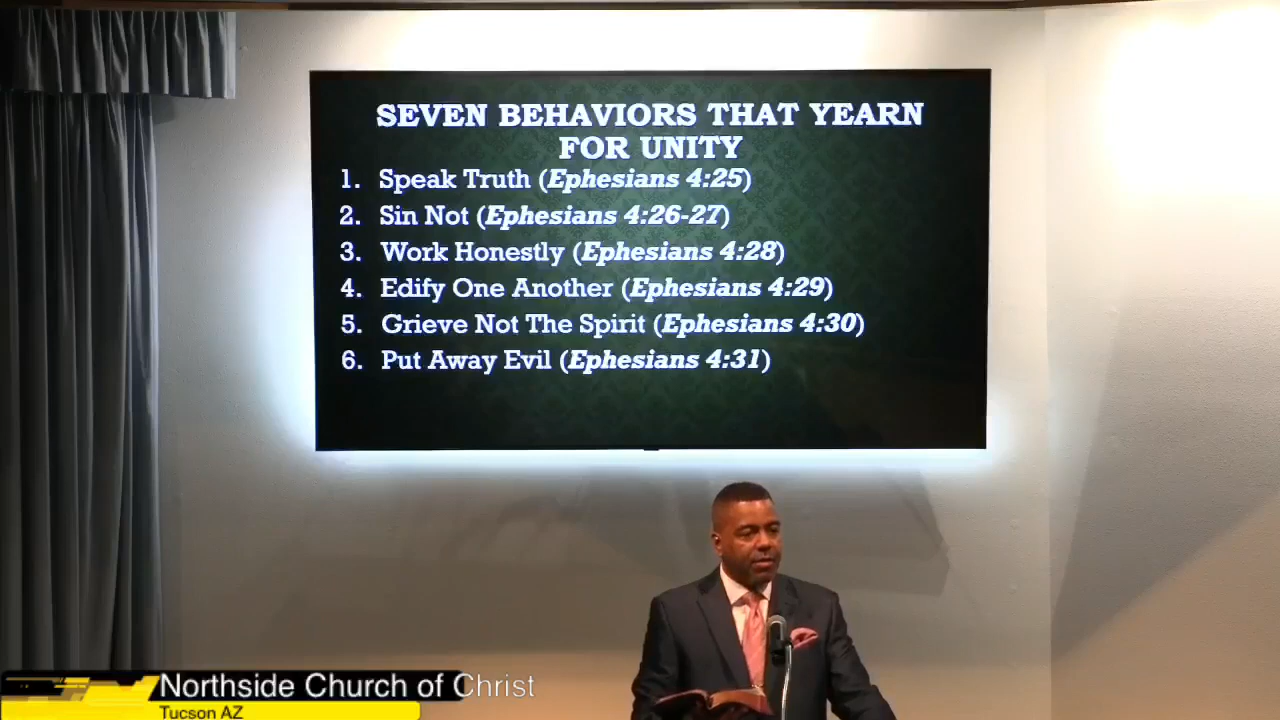 SEVEN BEHAVIORS THAT YEARN
FOR UNITY
1. Speak Truth (Ephesians 4:25)
2. Sin Not (Ephesians 4:26-27)
3. Work Honestly (Ephesians 4:28)
4. Edify One Another (Ephesians 4:29)
5. Grieve Not The Spirit (Ephesians 4:30)
6. Put Away Evil (Ephesians 4:31)
Northside Church of Christ
Tucson AZ